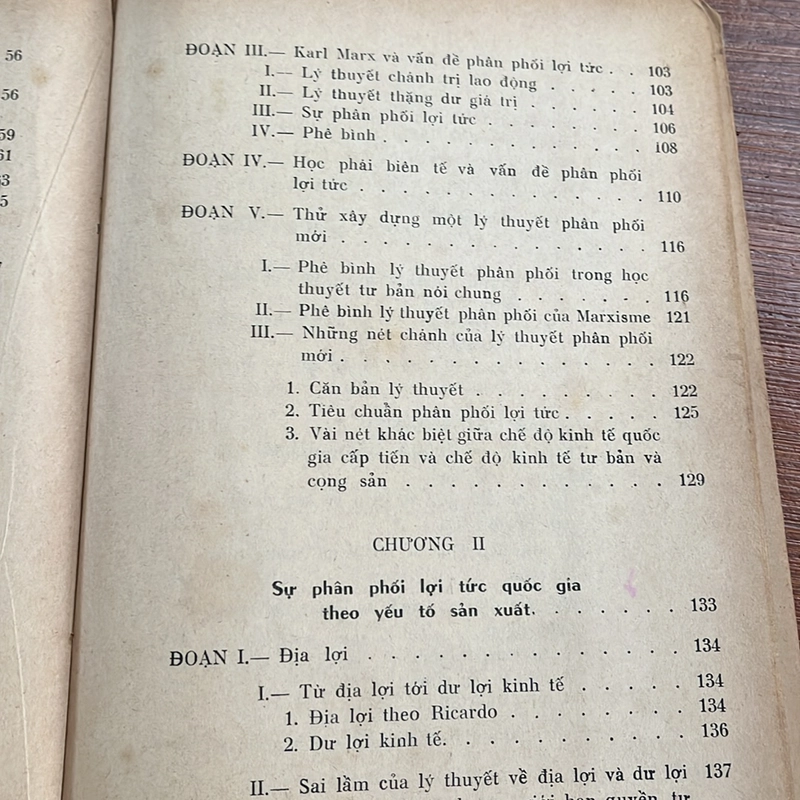 56
56
59
61
63
5
ĐOẠN III.— Karl Marx và vấn đề phân phối lợi tức . . 103
I.— Lý thuyết chánh trị lao động . . . . . 103
II.— Lý thuyết thặng dư giá trị . . . . . . 104
III.— Sự phân phối lợi tức . . . . . . . 106
IV.— Phê bình . . . . . . . . . . . 108
ĐOẠN IV.— Học phái biên tế và vấn đề phân phối
lợi tức . . . . . . . . . . . . . 110
ĐOẠN V.— Thử xây dựng một lý thuyết phân phối
mới . . . . . . . . . . . . . . 116
I.— Phê bình lý thuyết phân phối trong học
thuyết tư bản nói chung . . . . . . . 116
II.— Phê bình lý thuyết phân phối của Marxisme 121
III.— Những nét chánh của lý thuyết phân phối
mới . . . . . . . . . . . . . . 122
1. Căn bản lý thuyết . . . . . . . . . 122
2. Tiêu chuẩn phân phối lợi tức . . . . . 125
3. Vài nét khác biệt giữa chế độ kinh tế quốc
gia cấp tiến và chế độ kinh tế tư bản và
cọng sản . . . . . . . . . . . . 129
CHƯƠNG II
Sự phân phối lợi tức quốc gia
theo yếu tố sản xuất. . . . . . . 133
ĐOẠN I.— Địa lợi . . . . . . . . . . . . . 134
I.— Từ địa lợi tới dư lợi kinh tế . . . . . 134
1. Địa lợi theo Ricardo . . . . . . . . 134
2. Dư lợi kinh tế. . . . . . . . . . . 136
II.— Sai lầm của lý thuyết về địa lợi và dư lợi 137
quyền tư